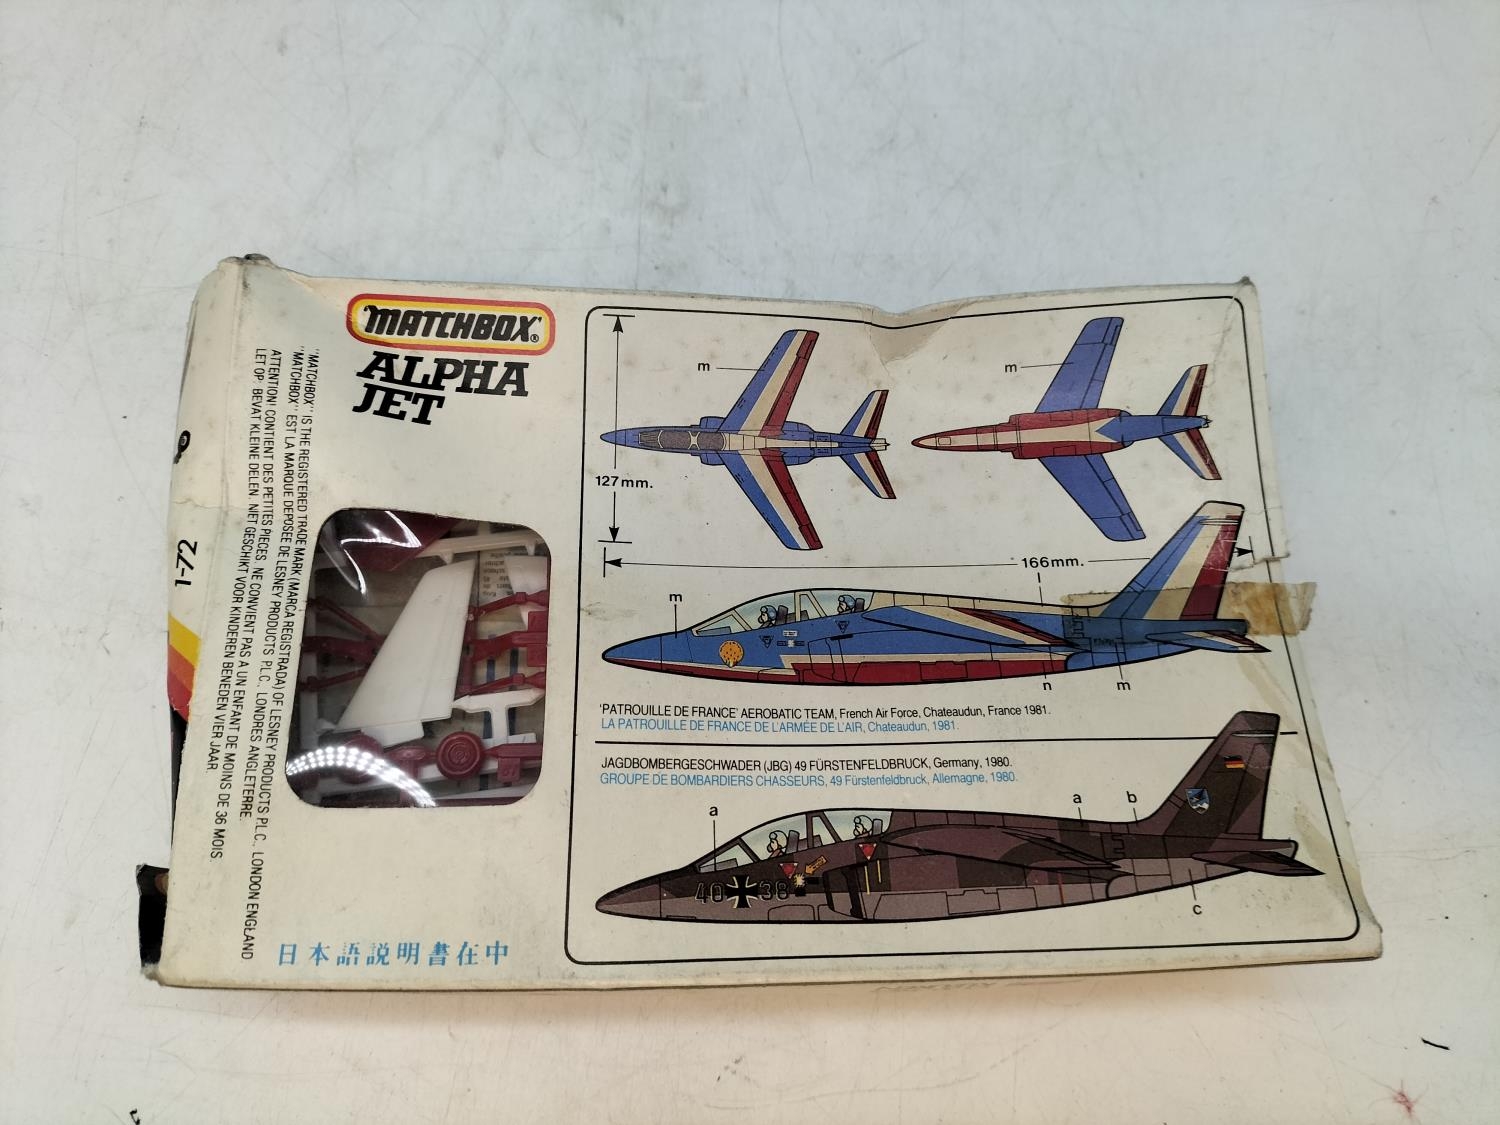 MATCHBOX®
ALPHA
JET
"MATCHBOX" IS THE REGISTERED TRADE MARK (MARCA REGISTRADA) OF LESNEY PRODUCTS P.L.C., LONDON ENGLAND
"MATCHBOX" EST LA MARQUE DEPOSÉE DE LESNEY PRODUCTS P.L.C., LONDRES ANGLETERRE.
ATTENTION! CONTIENT DES PETITES PIECES. NE CONVIENT PAS A UN ENFANT DE MOINS DE 36 MOIS.
LET OP: BEVAT KLEINE DELEN. NIET GESCHIKT VOOR KINDEREN BENEDEN VIER JAAR.
1-72
日本語説明書在中
m
m
127mm.
166mm.
m
n
m
'PATROUILLE DE FRANCE' AEROBATIC TEAM, French Air Force, Chateaudun, France 1981.
LA PATROUILLE DE FRANCE DE L'ARMÉE DE L'AIR, Chateaudun, 1981.
JAGDBOMBERGESCHWADER (JBG) 49 FÜRSTENFELDBRUCK, Germany, 1980.
GROUPE DE BOMBARDIERS CHASSEURS, 49 Fürstenfeldbruck, Allemagne, 1980.
a
a
b
40 38
c